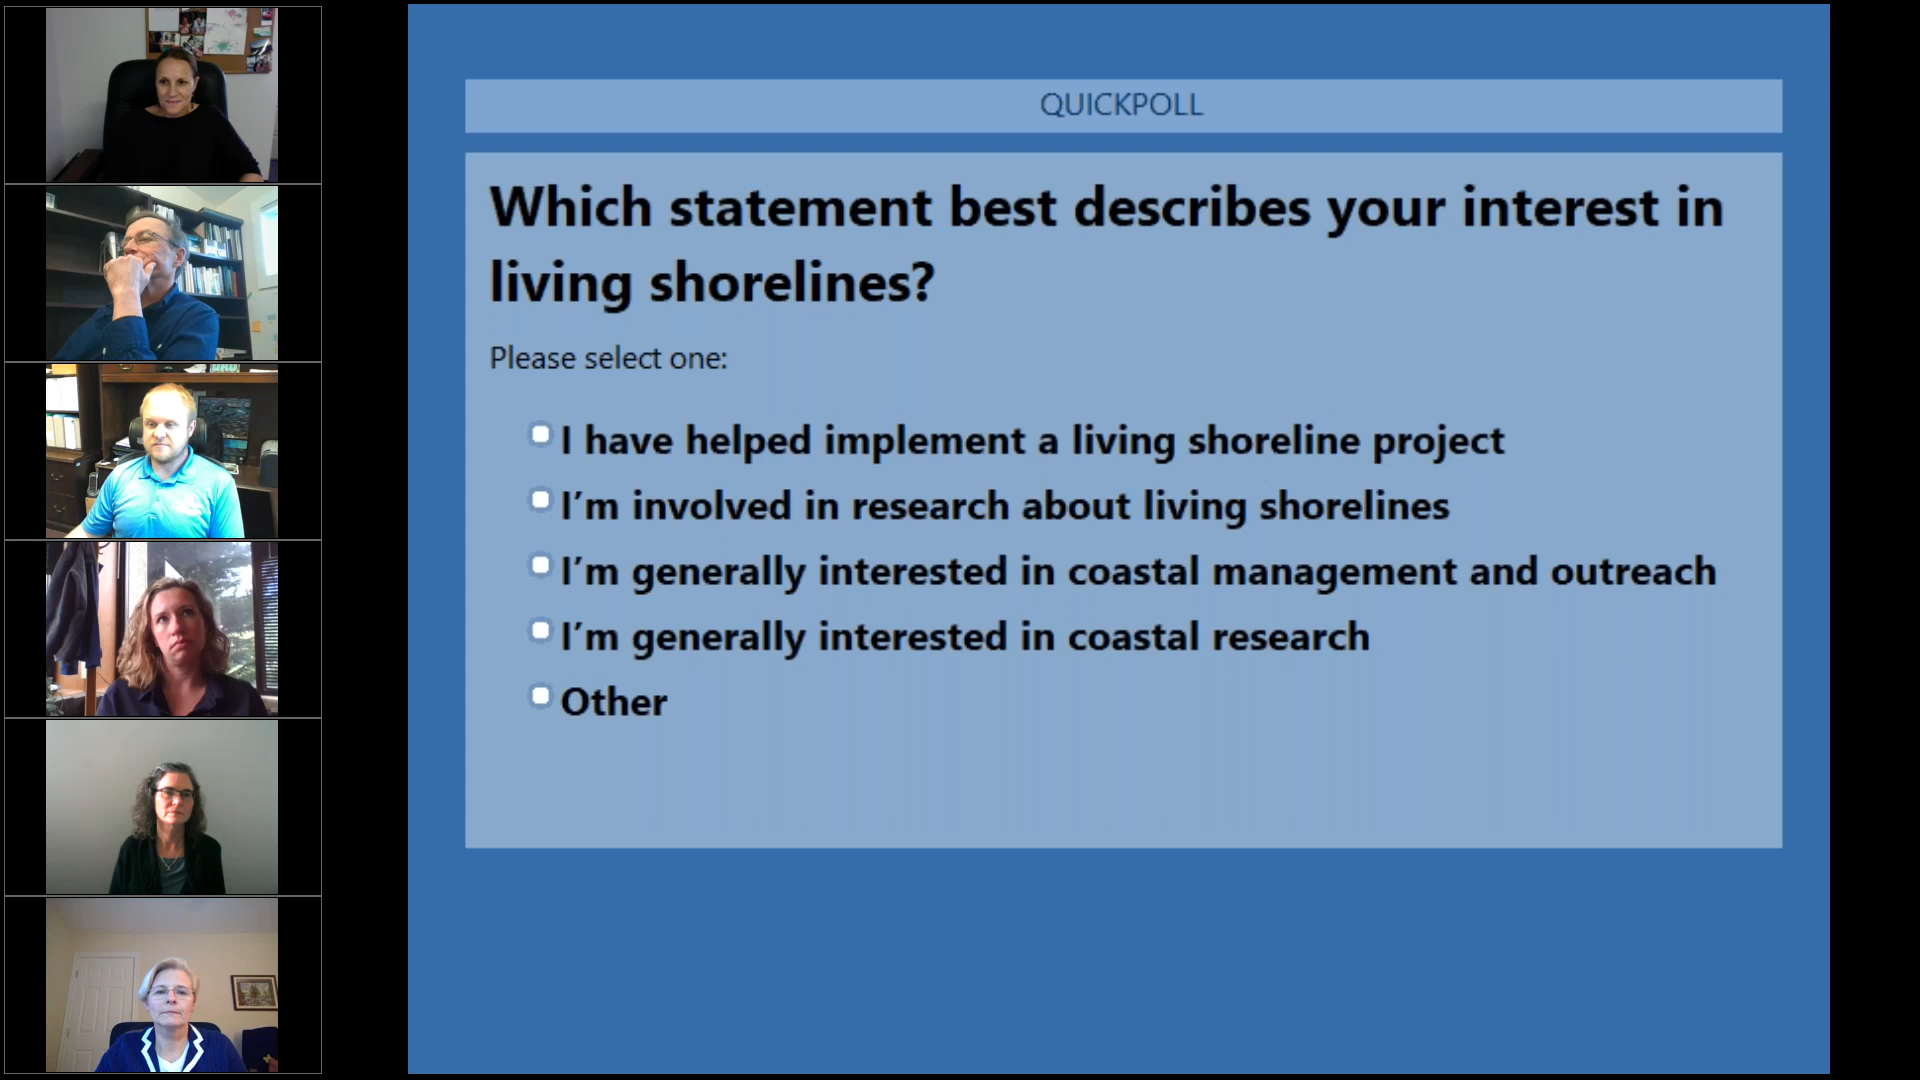 QUICKPOLL
Which statement best describes your interest in
living shorelines?
Please select one:
I have helped implement a living shoreline project
I’m involved in research about living shorelines
I’m generally interested in coastal management and outreach
I’m generally interested in coastal research
Other